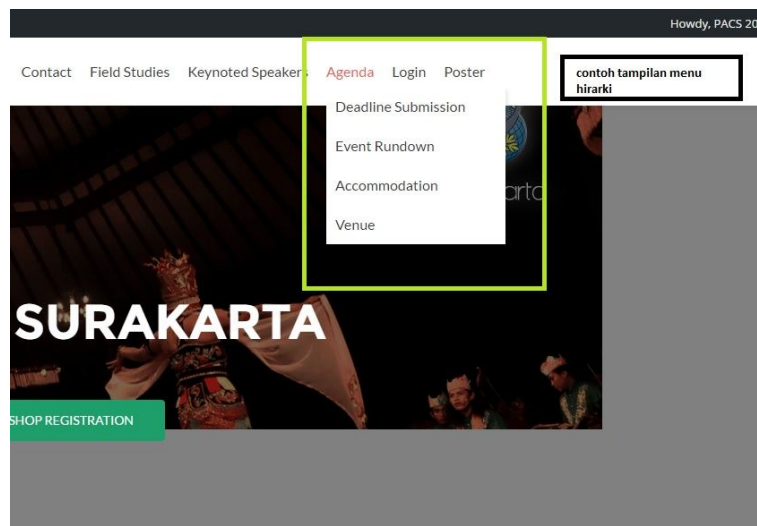 Howdy, PACS 20
Contact Field Studies Keynoted Speakers Agenda Login Poster
contoh tampilan menu
hirarki
Deadline Submission
Event Rundown
Accommodation
Venue
arta
SURAKARTA
SHOP REGISTRATION